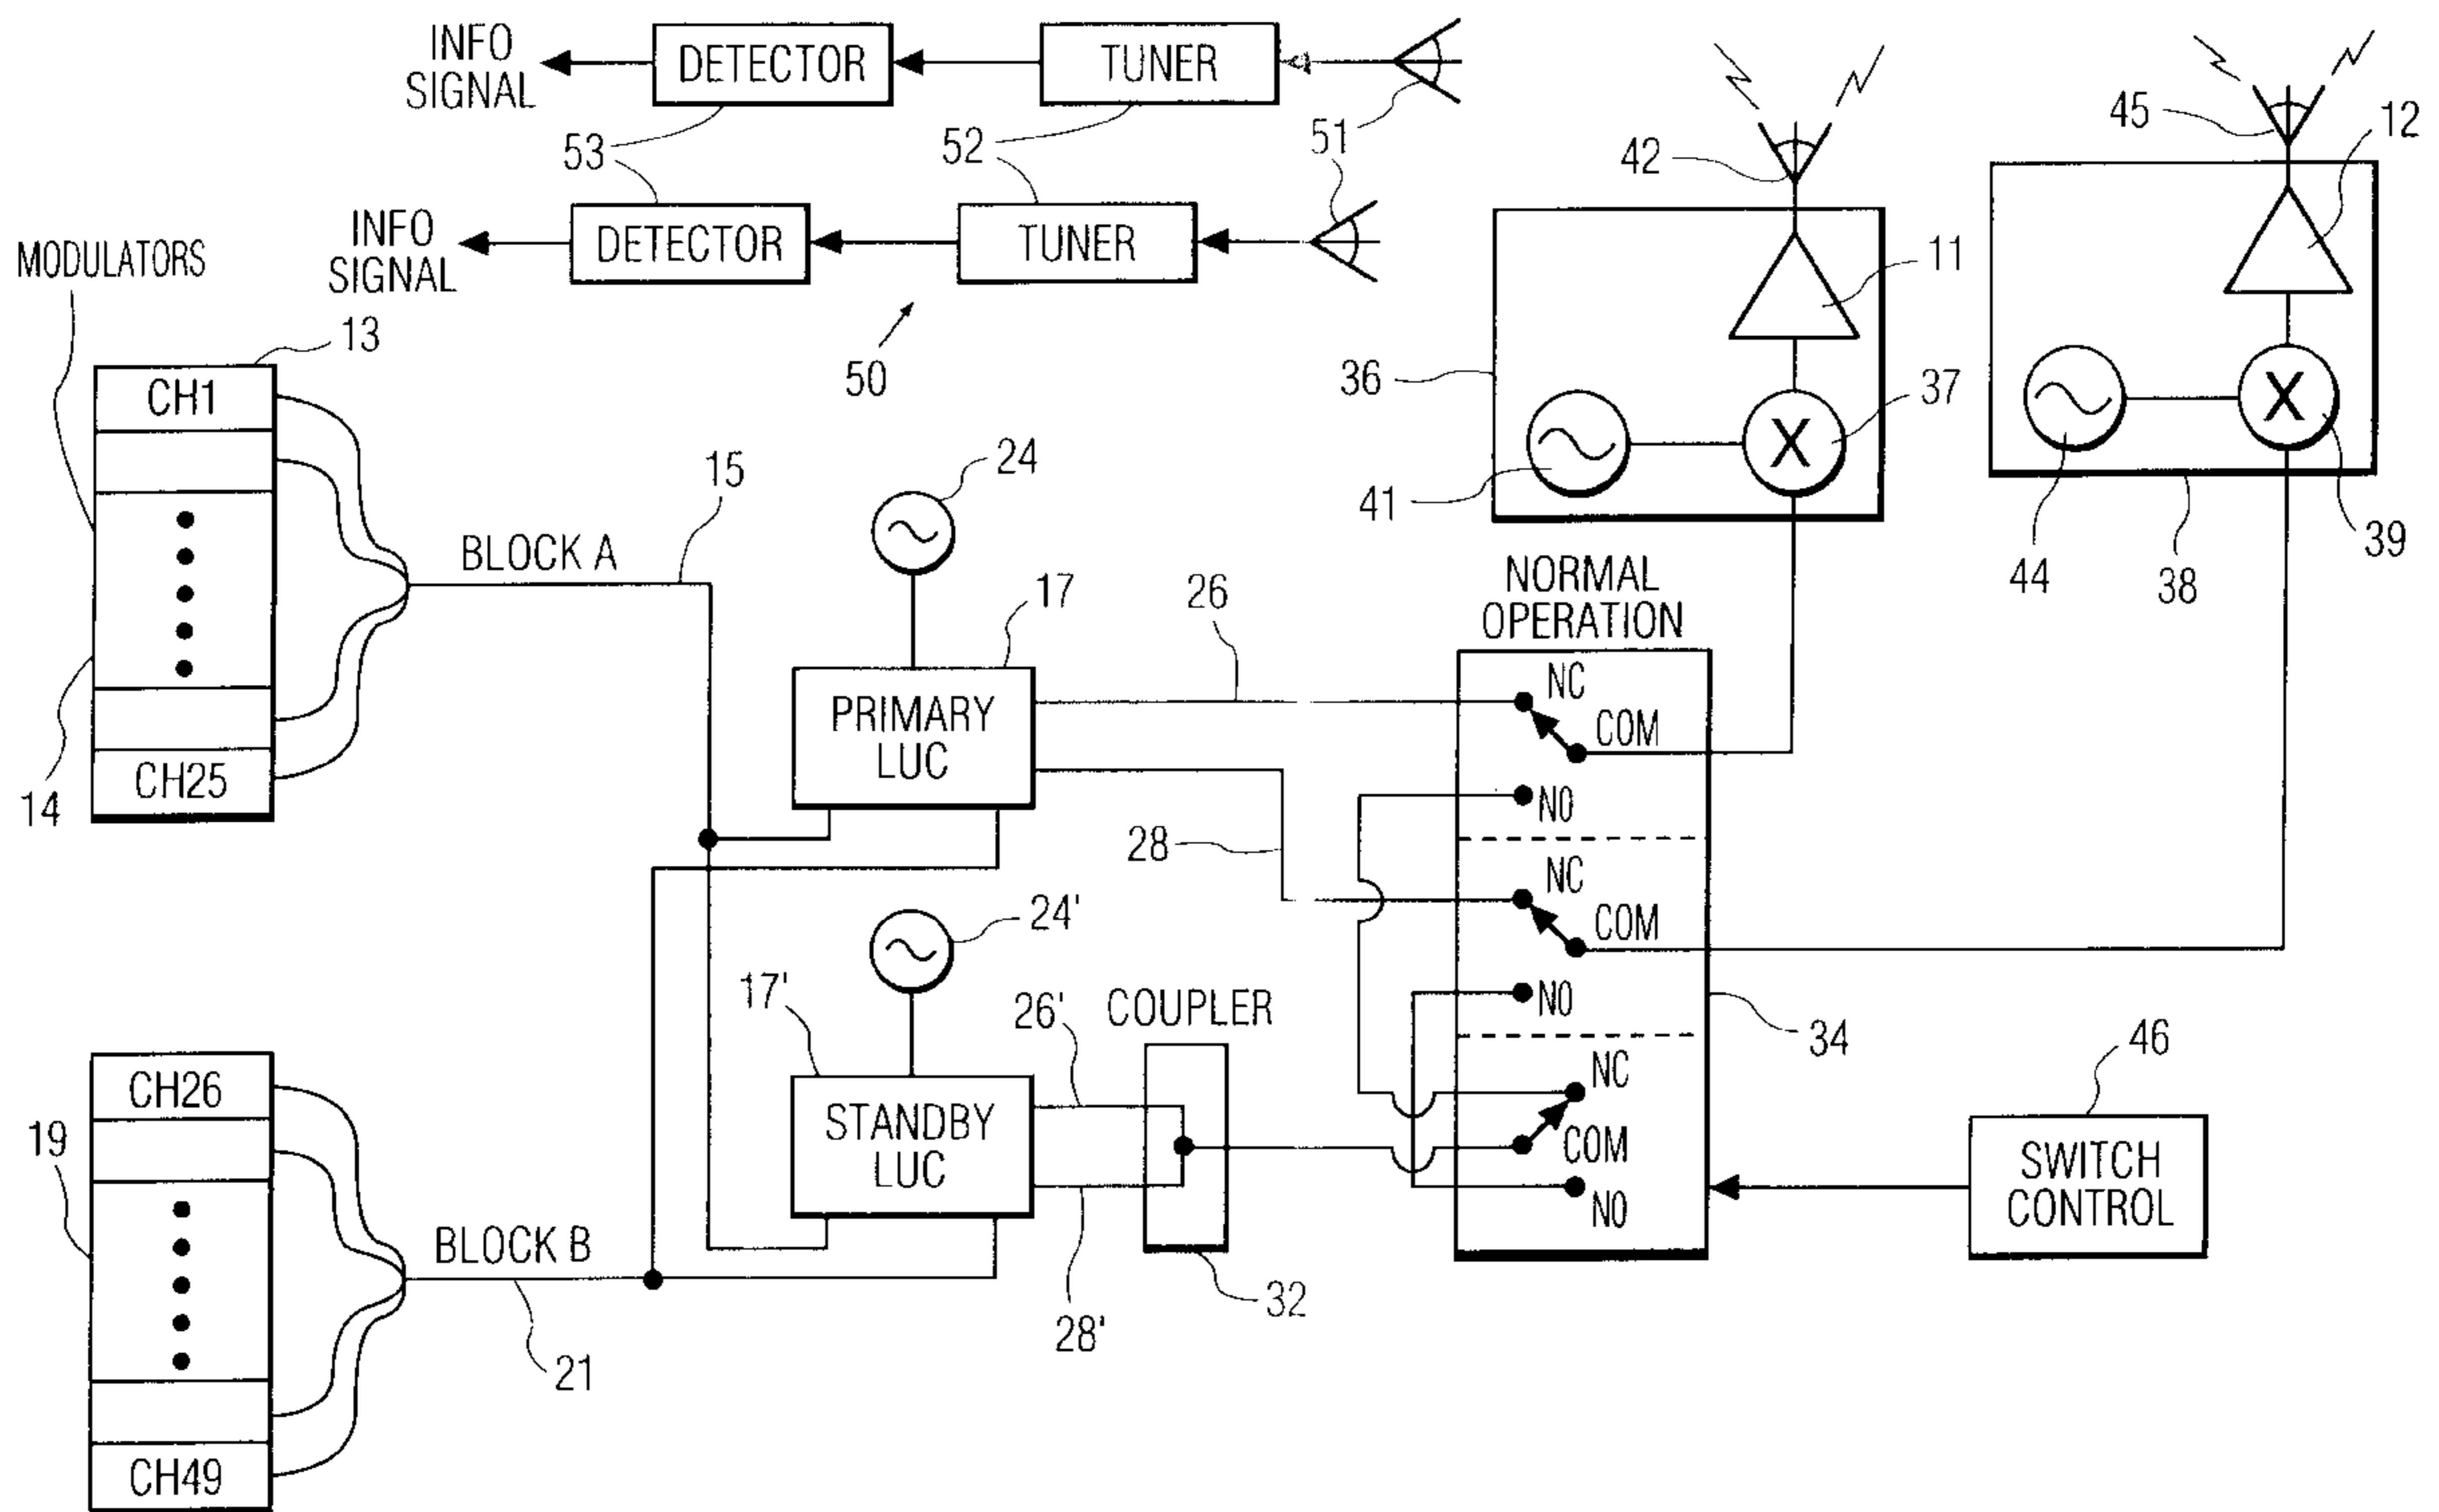 INFO
SIGNAL
DETECTOR
TUNER
53
52
51
INFO
SIGNAL
DETECTOR
TUNER
50
42
45
12
11
36
37
41
44
39
38
MODULATORS
13
CH1
14
CH25
BLOCK A
15
24
17
PRIMARY
LUC
26
28
NORMAL
OPERATION
NC
COM
NO
NC
COM
NO
NC
COM
NO
34
46
SWITCH
CONTROL
24'
17'
STANDBY
LUC
26'
28'
COUPLER
32
CH26
19
CH49
BLOCK B
21